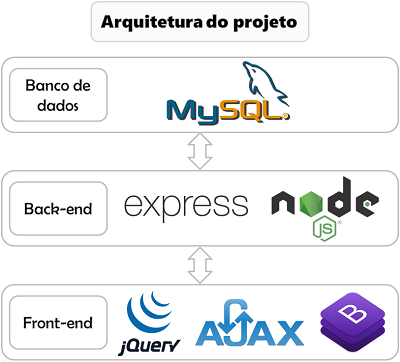 Arquitetura do projeto
Banco de
dados
MySQL.
Back-end
express
node
JS
Front-end
jQuery
AJAX
B